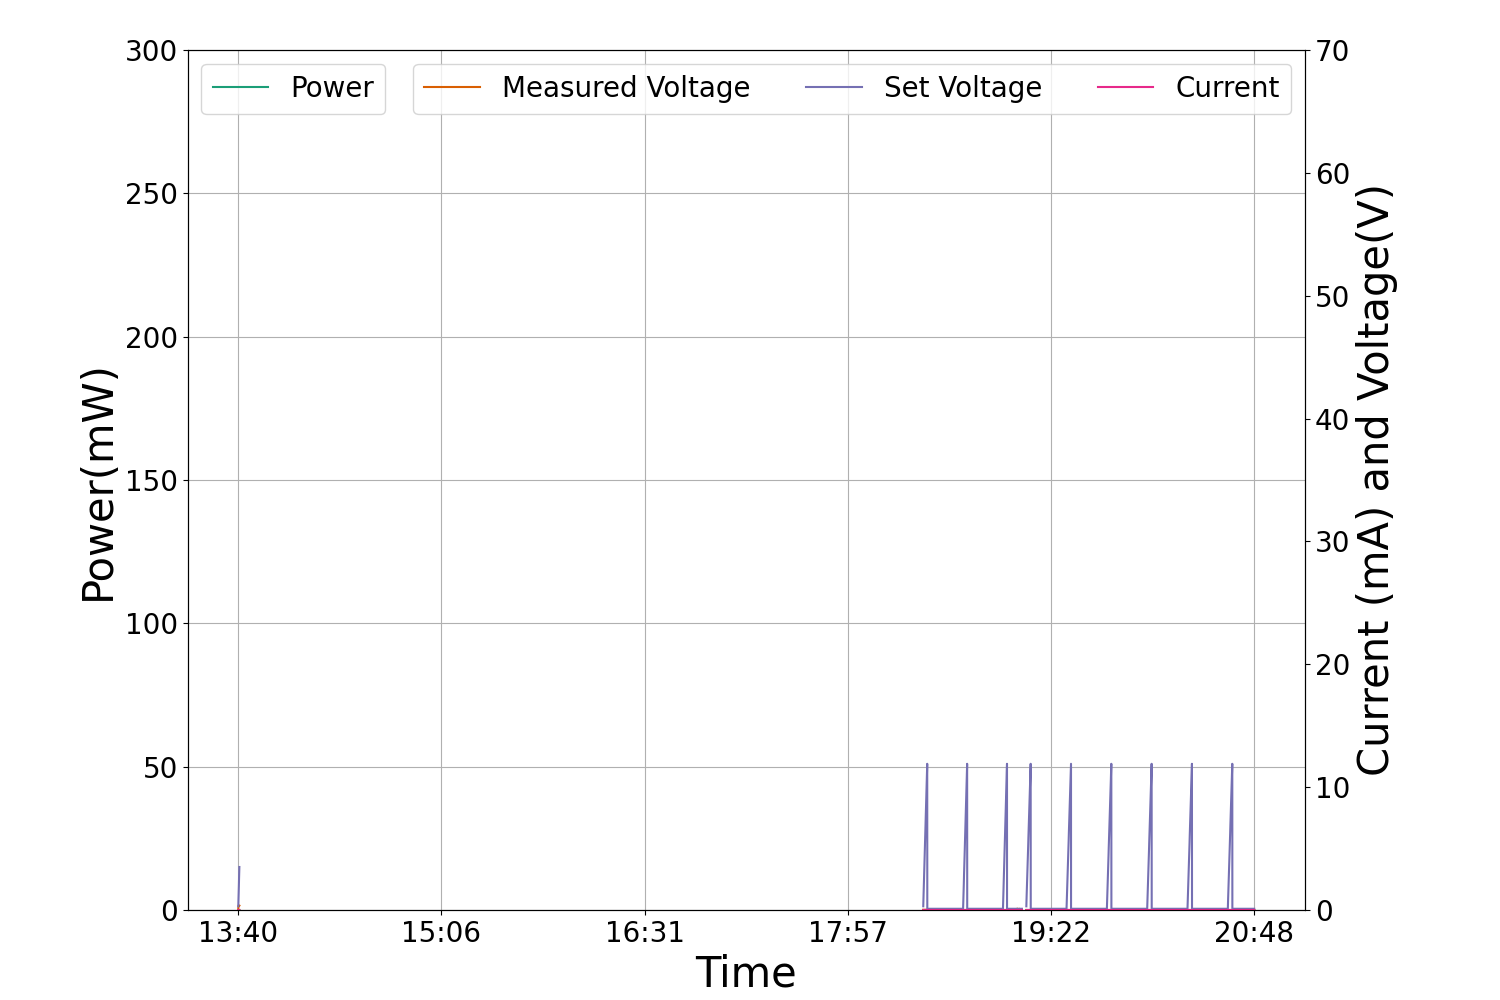 Power
Measured Voltage
Set Voltage
Current
300
250
200
150
100
50
0
Power(mW)
70
60
50
40
30
20
10
0
Current (mA) and Voltage(V)
13:40 15:06 16:31 17:57 19:22 20:48
Time